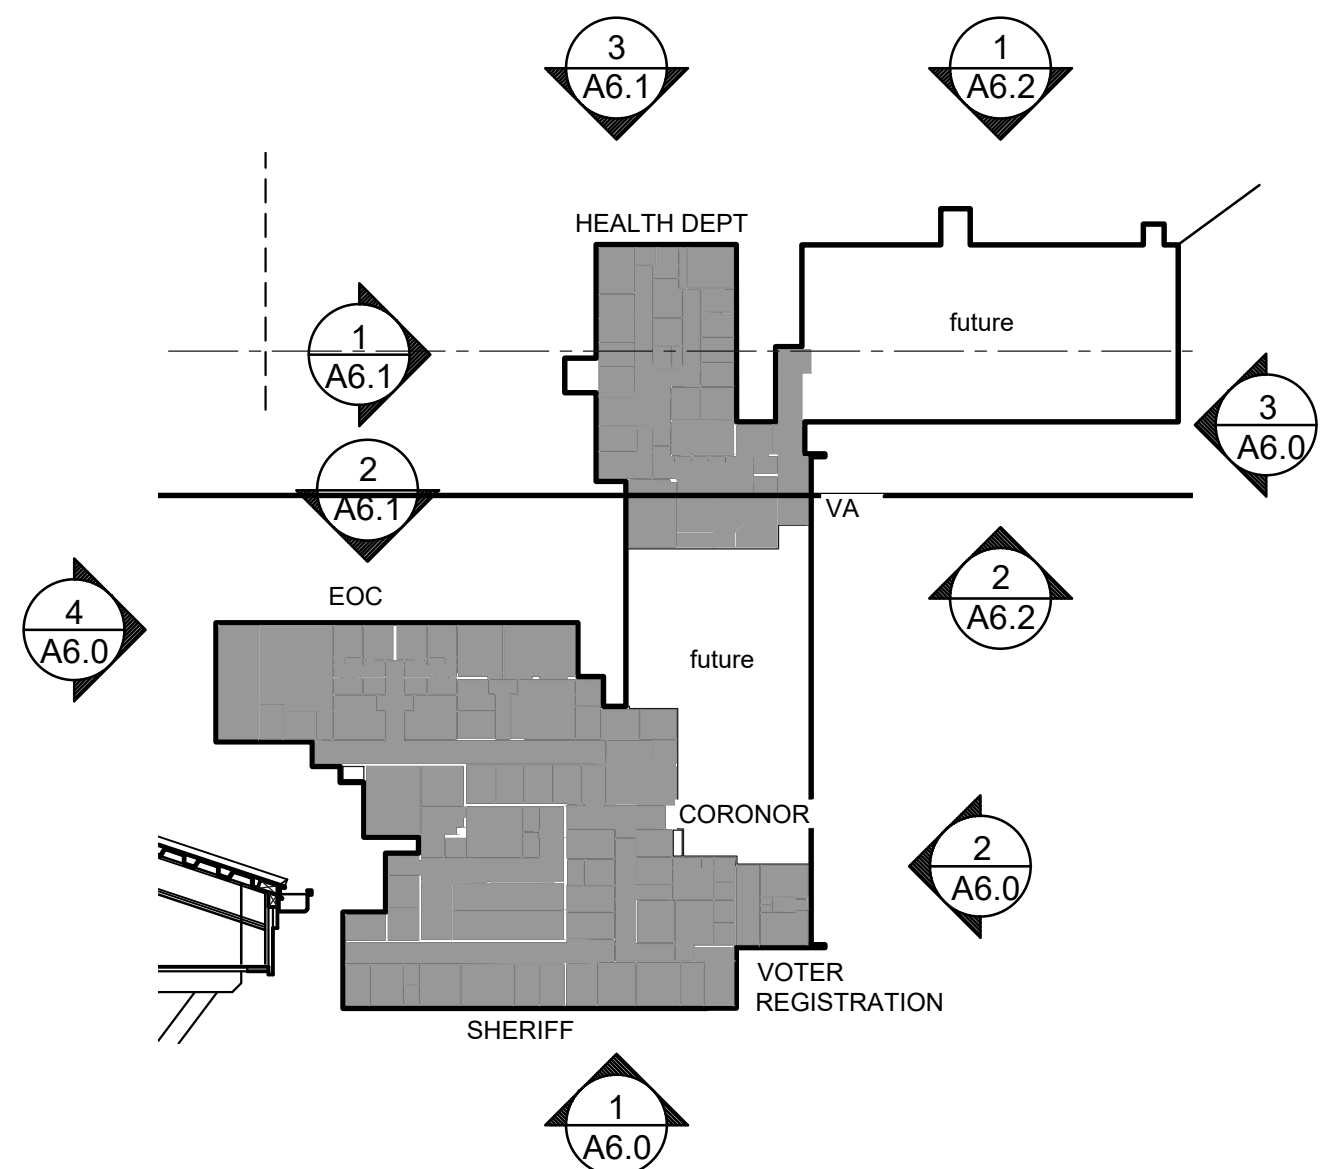 3
A6.1
1
A6.2
HEALTH DEPT
future
1
A6.1
3
A6.0
2
A6.1
VA
4
A6.0
EOC
2
A6.2
future
CORONOR
2
A6.0
VOTER
REGISTRATION
SHERIFF
1
A6.0